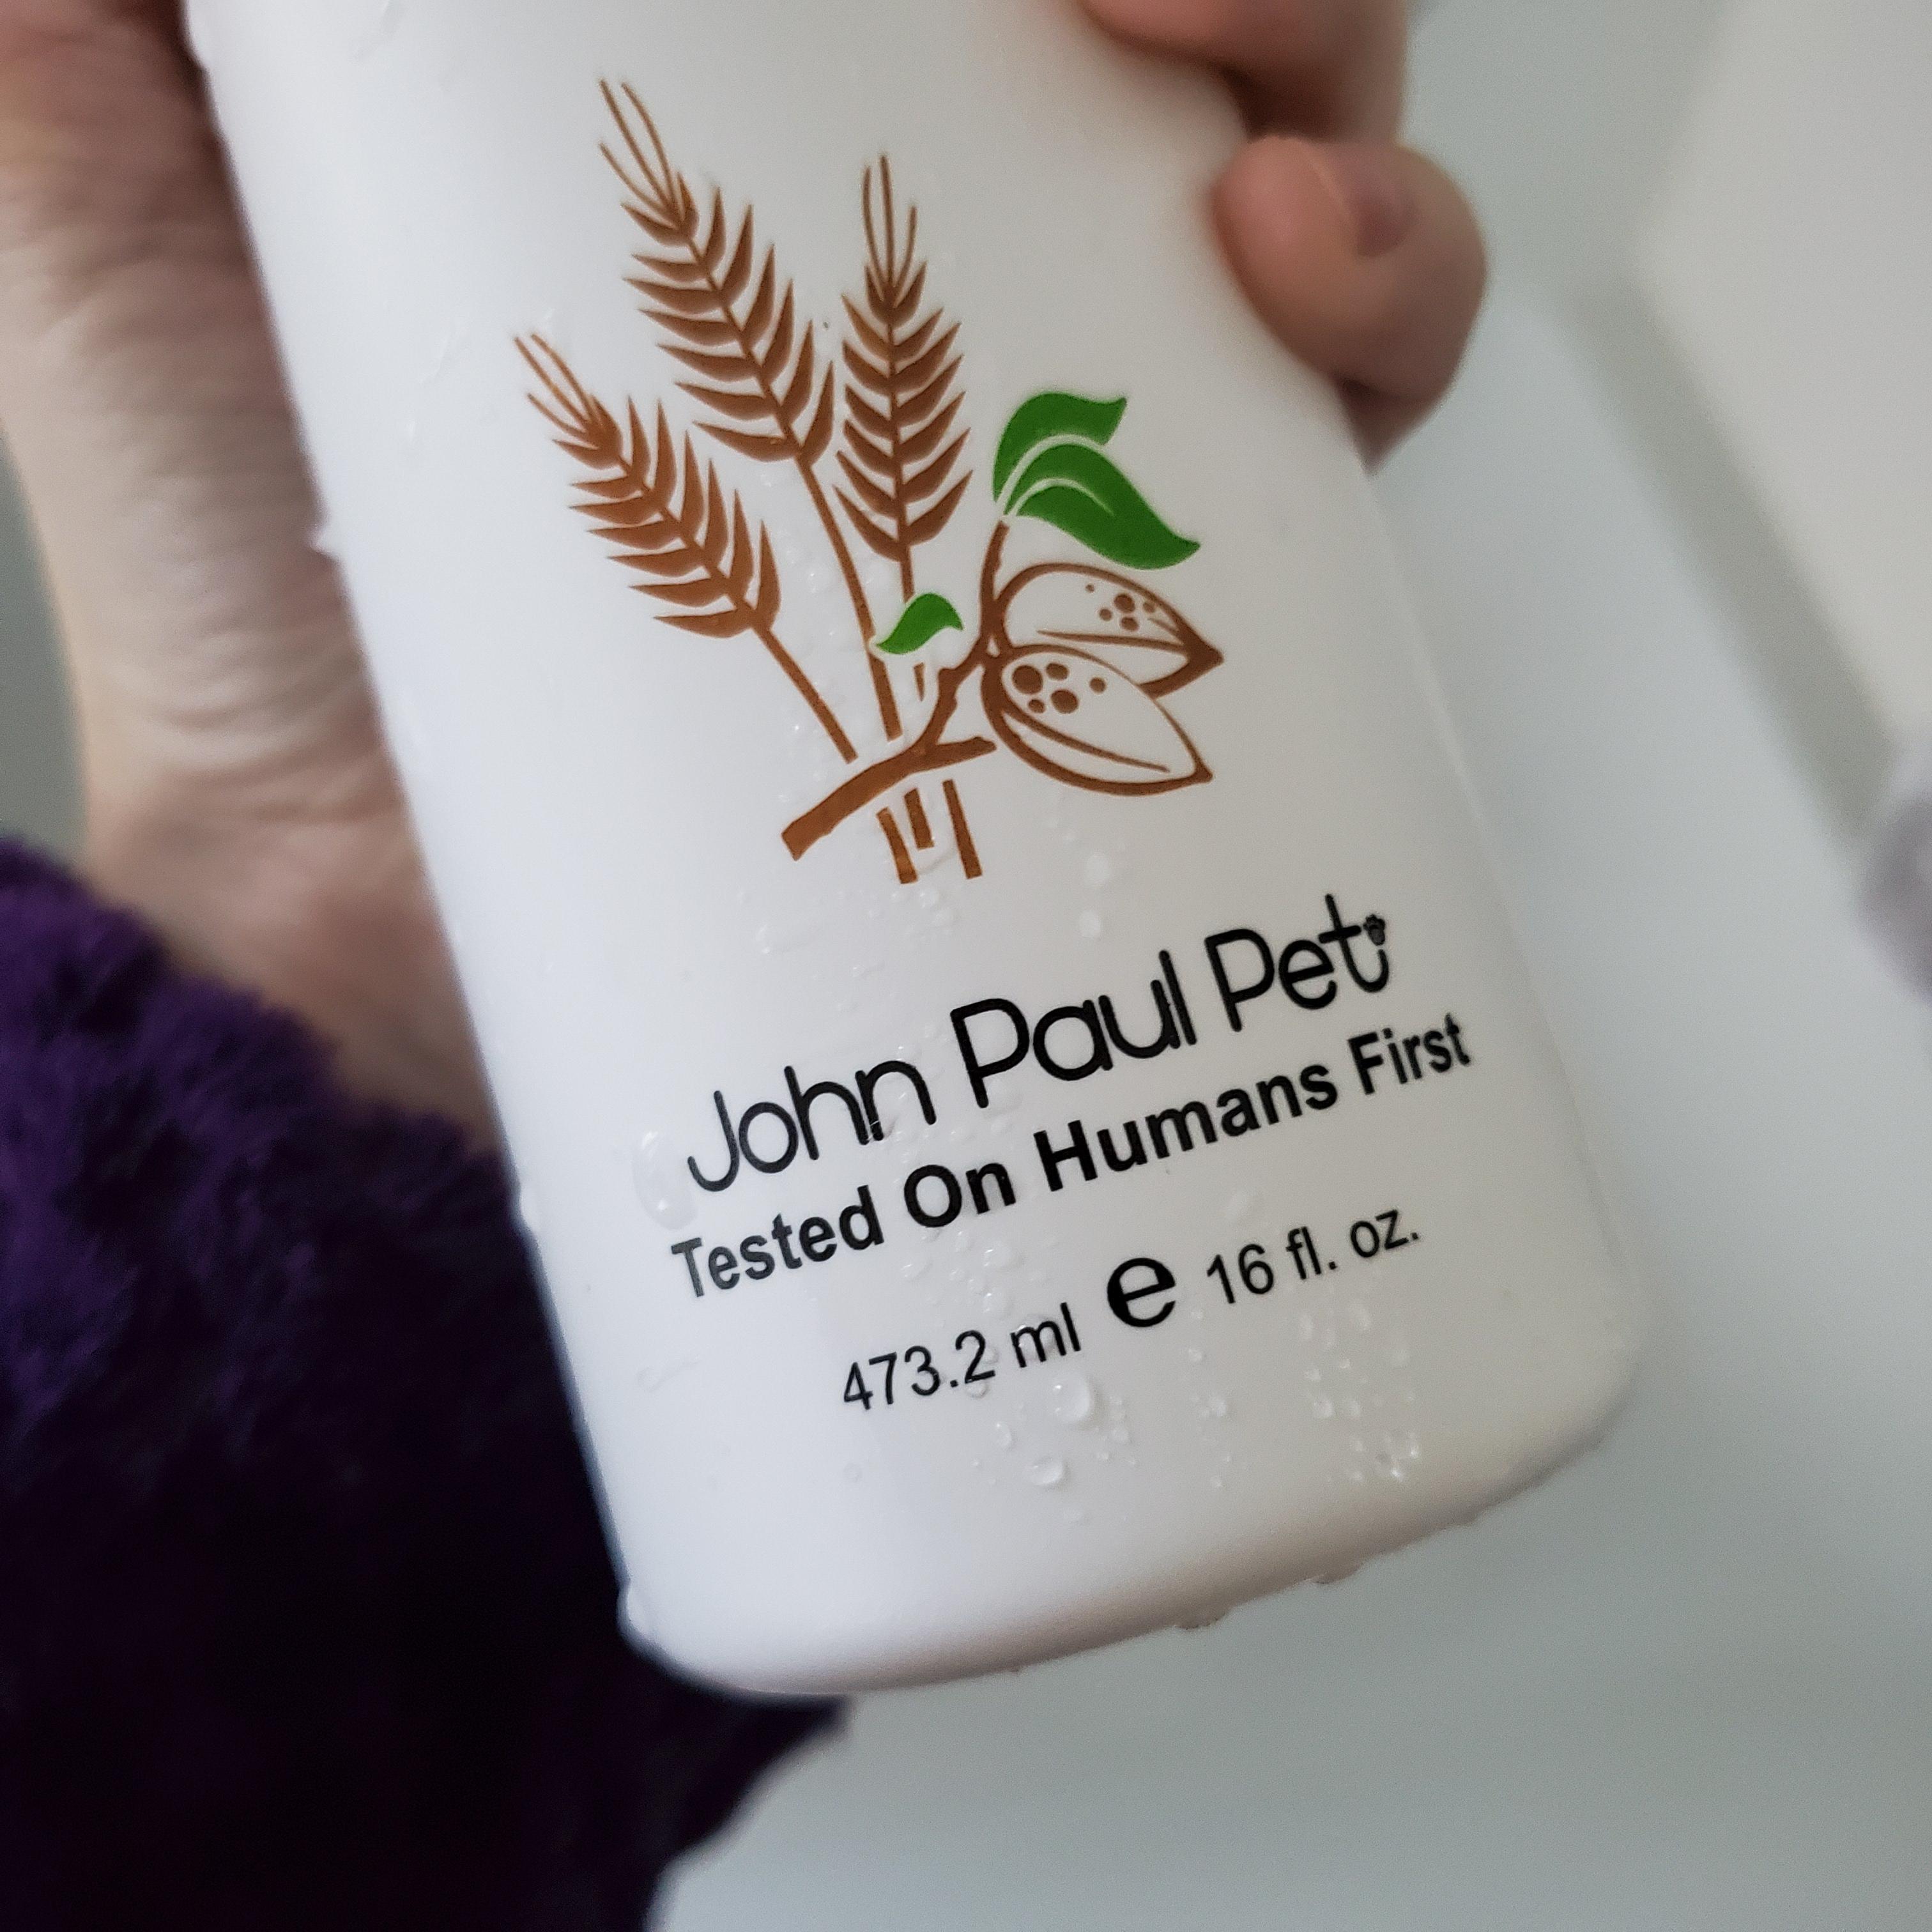 John Paul Pet
Tested On Humans First
473.2 ml e 16 fl. oz.